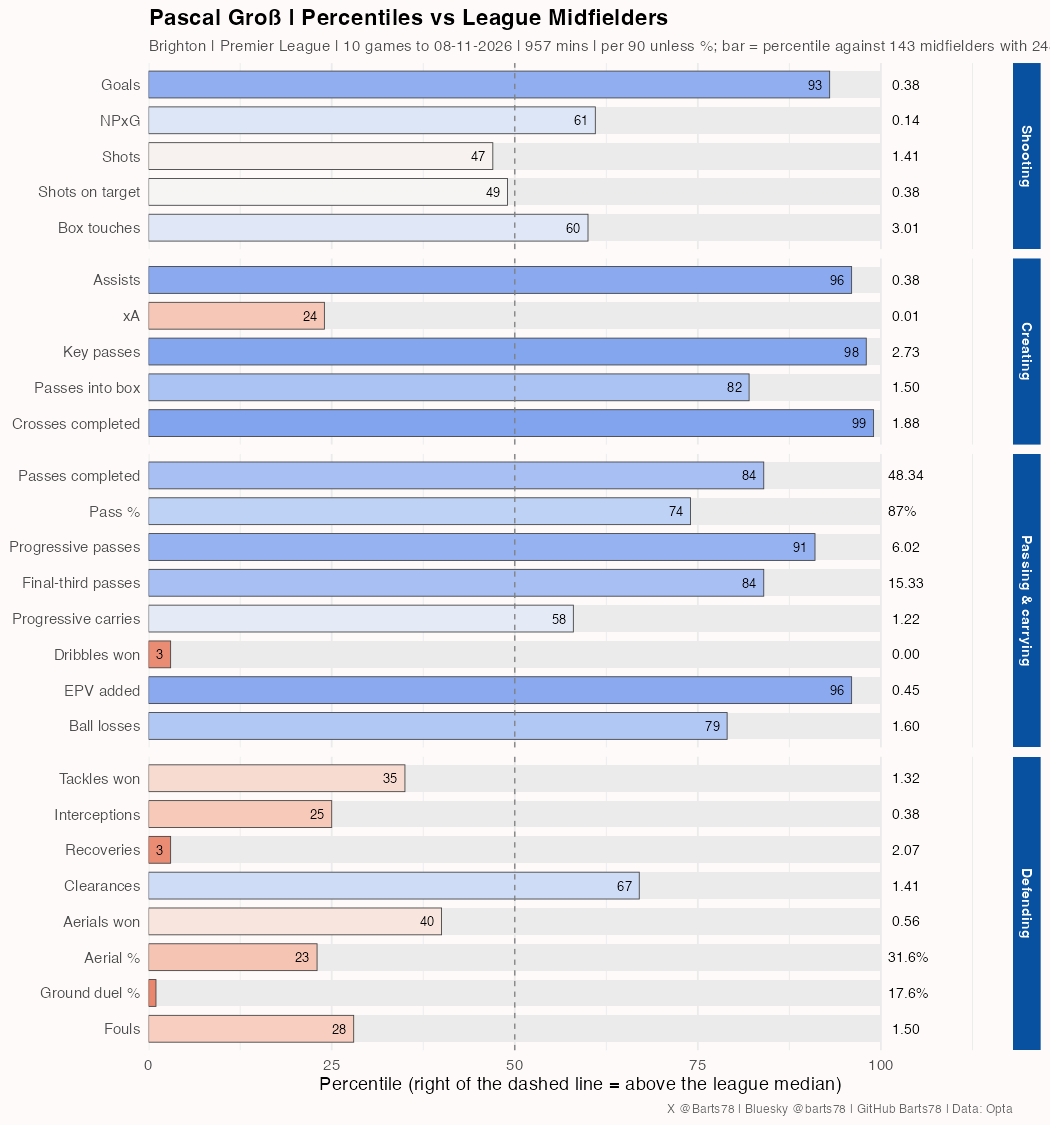 Pascal Groß | Percentiles vs League Midfielders
Brighton | Premier League | 10 games to 08-11-2026 | 957 mins | per 90 unless %; bar = percentile against 143 midfielders with 24
Goals 93 0.38
NPxG 61 0.14
Shots 47 1.41
Shots on target 49 0.38
Box touches 60 3.01
Shooting
Assists 96 0.38
xA 24 0.01
Key passes 98 2.73
Passes into box 82 1.50
Crosses completed 99 1.88
Creating
Passes completed 84 48.34
Pass % 74 87%
Progressive passes 91 6.02
Final-third passes 84 15.33
Progressive carries 58 1.22
Dribbles won 3 0.00
EPV added 96 0.45
Ball losses 79 1.60
Passing & carrying
Tackles won 35 1.32
Interceptions 25 0.38
Recoveries 3 2.07
Clearances 67 1.41
Aerials won 40 0.56
Aerial % 23 31.6%
Ground duel % 17.6%
Fouls 28 1.50
Defending
0 25 50 75 100
Percentile (right of the dashed line = above the league median)
X @Barts78 | Bluesky @barts78 | GitHub Barts78 | Data: Opta